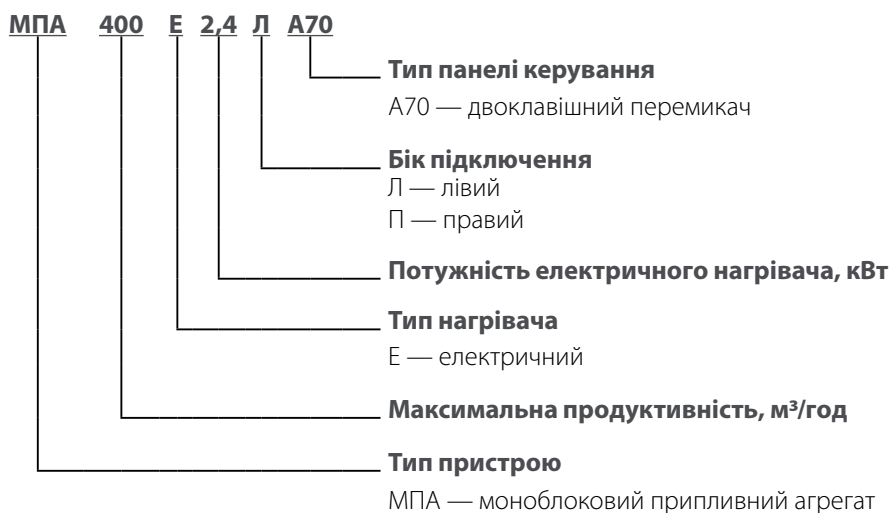 МПА 400 Е 2,4 Л А70
Тип панелі керування
А70 — двоклавішний перемикач
Бік підключення
Л — лівий
П — правий
Потужність електричного нагрівача, кВт
Тип нагрівача
Е — електричний
Максимальна продуктивність, м³/год
Тип пристрою
МПА — моноблоковий припливний агрегат